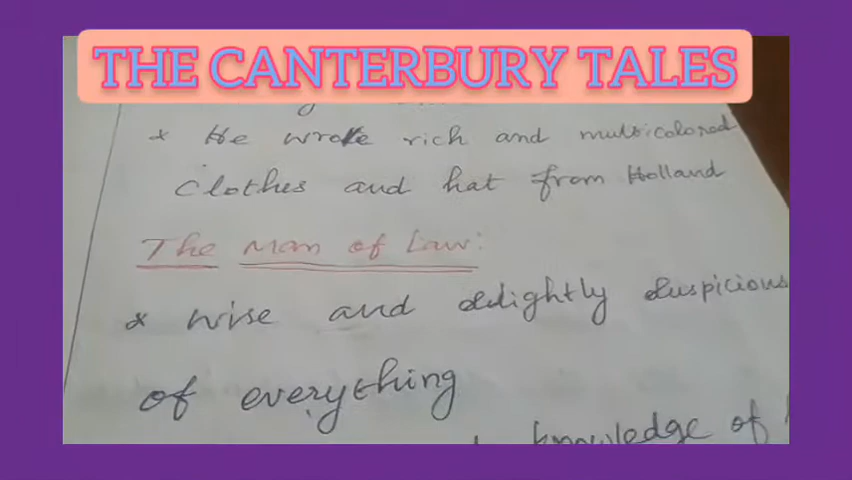 THE CANTERBURY TALES
* He wroke rich and multicolored
clothes and hat from Holland
The Man of Law:
* wise and slightly suspicious
of everything
knowledge of